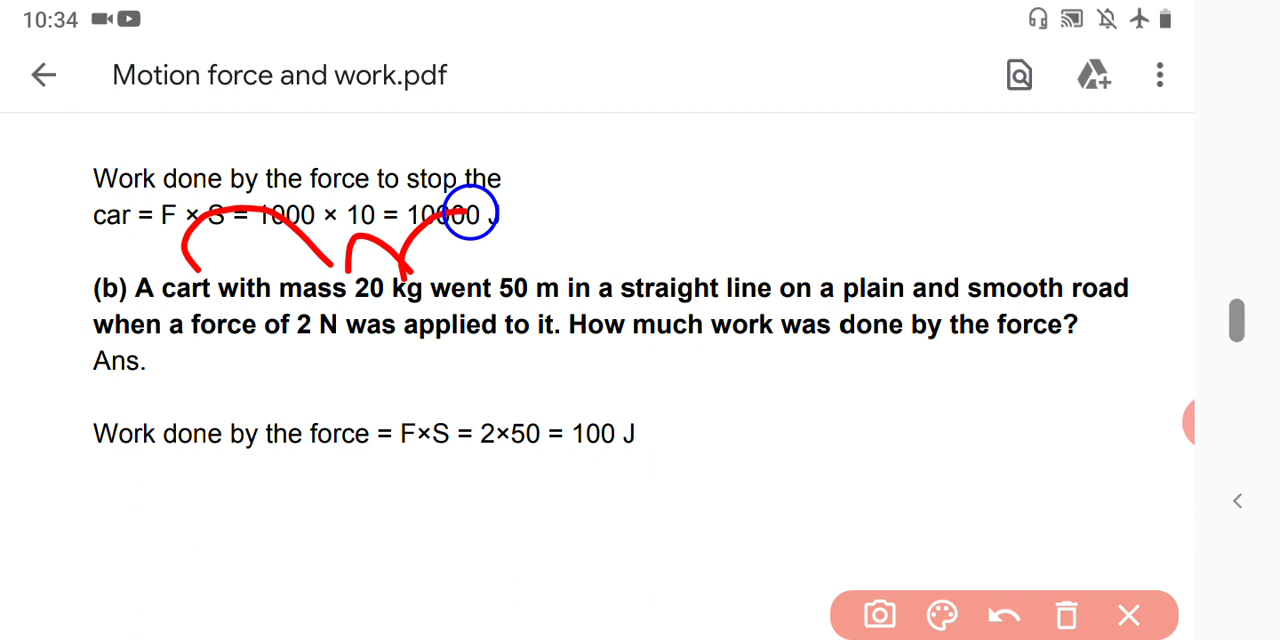 10:34
Motion force and work.pdf
Work done by the force to stop the
car = F × S = 1000 × 10 = 10000 J
(b) A cart with mass 20 kg went 50 m in a straight line on a plain and smooth road
when a force of 2 N was applied to it. How much work was done by the force?
Ans.
Work done by the force = F×S = 2×50 = 100 J